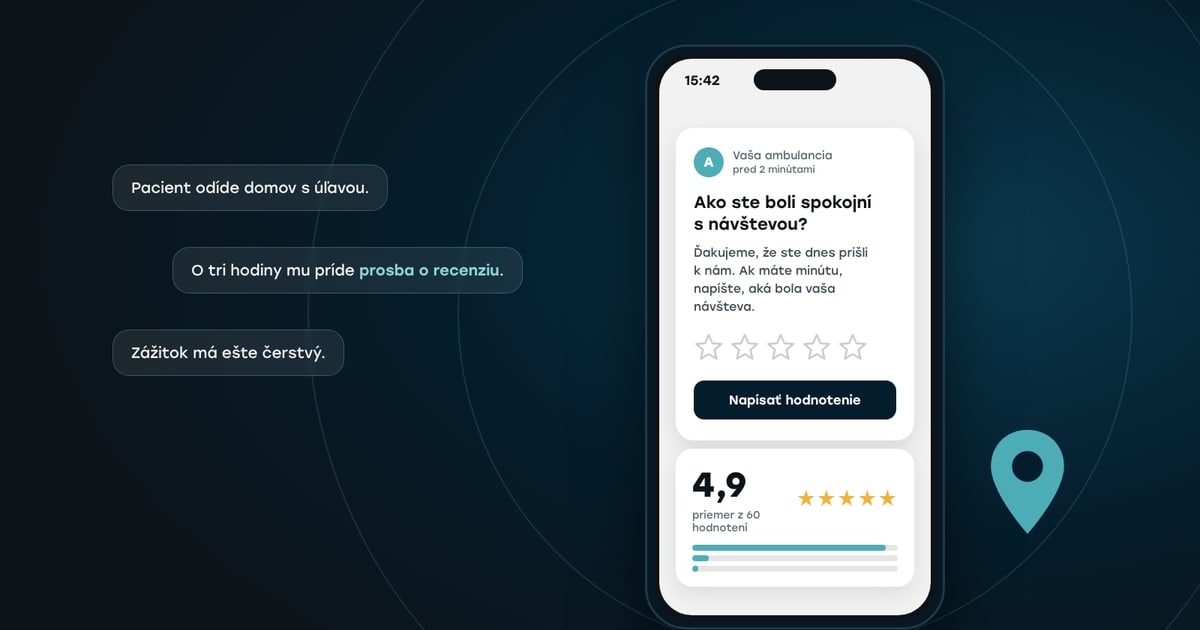 Pacient odíde domov s úľavou.
O tri hodiny mu príde prosba o recenziu.
Zážitok má ešte čerstvý.
15:42
A
Vaša ambulancia
pred 2 minútami
Ako ste boli spokojní
s návštevou?
Ďakujeme, že ste dnes prišli
k nám. Ak máte minútu,
napíšte, aká bola vaša
návšteva.
Napísať hodnotenie
4,9
priemer z 60
hodnotení